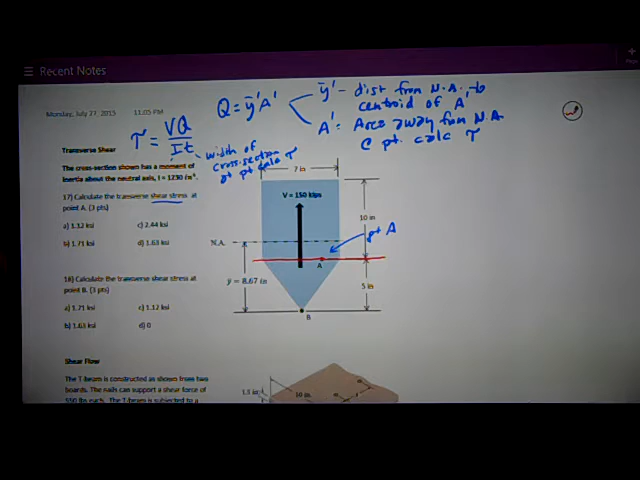 Recent Notes
Page
Monday, July 27, 2015 11:05 PM
Q = ȳ'A'
ȳ' - dist from N.A. to
centroid of A'
A' = Area away from N.A
@ pt. calc τ
τ = VQ
It
width of
cross-section
at pt calc τ
Transverse Shear
The cross-section shown has a moment of
inertia about the neutral axis, I = 1230 in⁴.
17) Calculate the transverse shear stress at
point A. (3 pts)
a) 1.12 ksi c) 2.44 ksi
b) 1.71 ksi d) 1.63 ksi
7 in
V = 150 kips
10 in
pt A
N.A.
A
ȳ = 8.67 in
5 in
B
18) Calculate the transverse shear stress at
point B. (3 pts)
a) 1.71 ksi c) 1.12 ksi
b) 1.63 ksi d) 0
Shear Flow
The T-beam is constructed as shown from two
boards. The nails can support a shear force of
550 lbs each. The T-beam is subjected to a
1.5 in
10 in